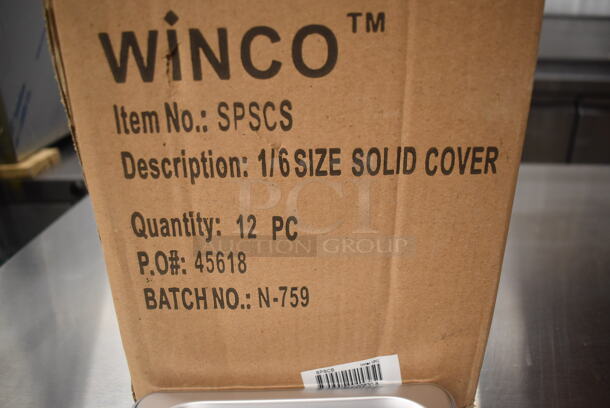 WiNCO™
Item No.: SPSCS
Description: 1/6 SIZE SOLID COVER
PCI
AUCTION GROUP
Quantity: 12 PC
P.O#: 45618
BATCH NO.: N-759
SPSCS